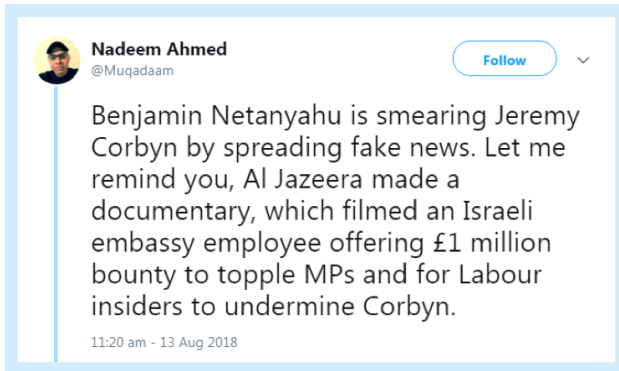 Nadeem Ahmed
@Muqadaam
Follow
Benjamin Netanyahu is smearing Jeremy
Corbyn by spreading fake news. Let me
remind you, Al Jazeera made a
documentary, which filmed an Israeli
embassy employee offering £1 million
bounty to topple MPs and for Labour
insiders to undermine Corbyn.
11:20 am - 13 Aug 2018